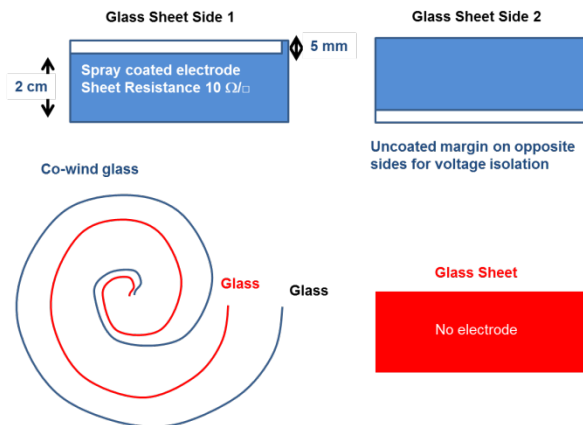 Glass Sheet Side 1
Glass Sheet Side 2
5 mm
2 cm
Spray coated electrode
Sheet Resistance 10 Ω/□
Uncoated margin on opposite
sides for voltage isolation
Co-wind glass
Glass
Glass
Glass Sheet
No electrode